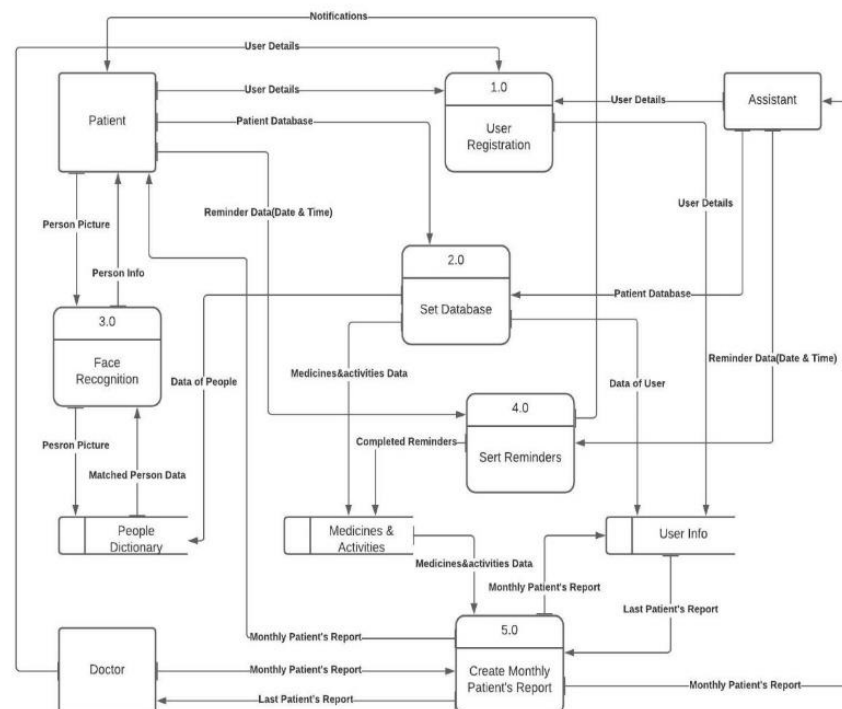 Notifications
User Details
Patient
User Details
1.0
User
Registration
User Details
Assistant
Patient Database
User Details
Reminder Data(Date & Time)
Person Picture
Person Info
2.0
Set Database
Patient Database
3.0
Face
Recognition
Data of People
Medicines&activities Data
Data of User
Reminder Data(Date & Time)
4.0
Sert Reminders
Completed Reminders
Pesron Picture
Matched Person Data
People
Dictionary
Medicines &
Activities
User Info
Medicines&activities Data
Monthly Patient's Report
Last Patient's Report
5.0
Create Monthly
Patient's Report
Monthly Patient's Report
Doctor
Monthly Patient's Report
Last Patient's Report
Monthly Patient's Report